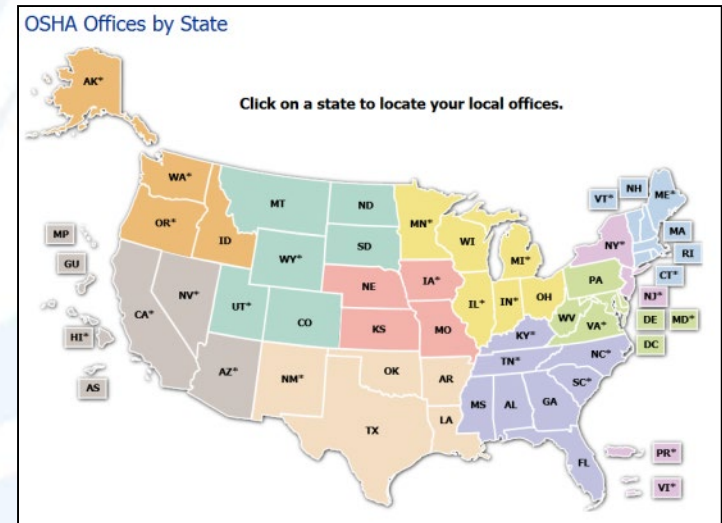 OSHA Offices by State
Click on a state to locate your local offices.
AK*
WA*
OR*
ID
MT
ND
MN*
WI
MI*
VT*
NH
ME*
MA
RI
CT*
NY*
NJ*
MP
GU
HI*
AS
CA*
NV*
UT*
WY*
SD
CO
NE
IA*
KS
MO
IL*
IN*
OH
PA
WV
VA*
DE
MD*
DC
KY*
TN*
NC*
SC*
AZ*
NM*
OK
AR
TX
LA
MS
AL
GA
FL
PR*
VI*